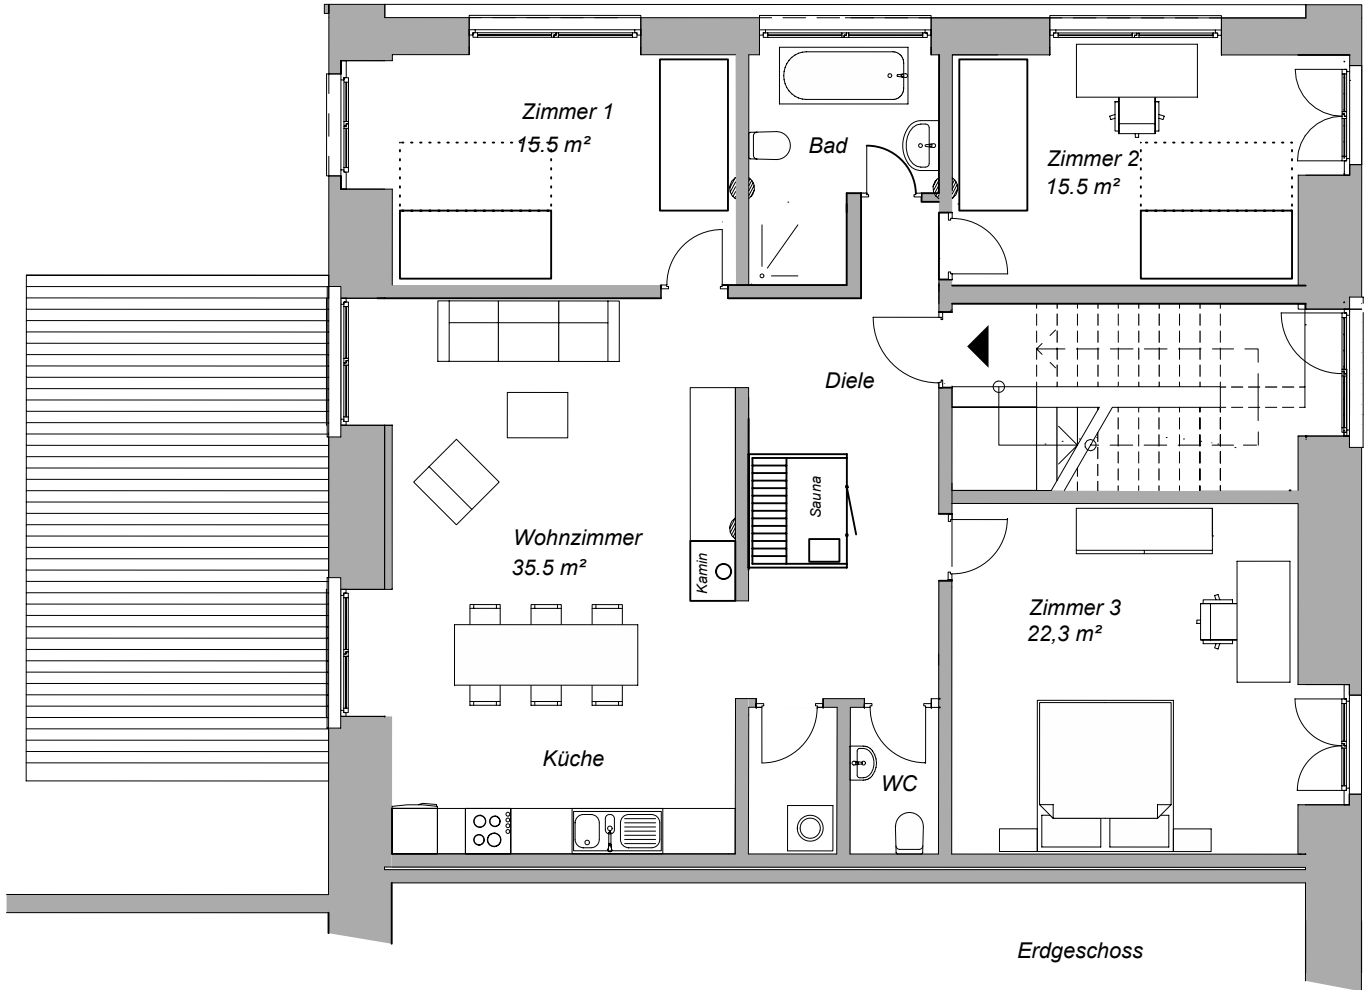 Zimmer 1
15.5 m²
Bad
Zimmer 2
15.5 m²
Diele
Sauna
Wohnzimmer
35.5 m²
Kamin
Zimmer 3
22,3 m²
Küche
WC
Erdgeschoss